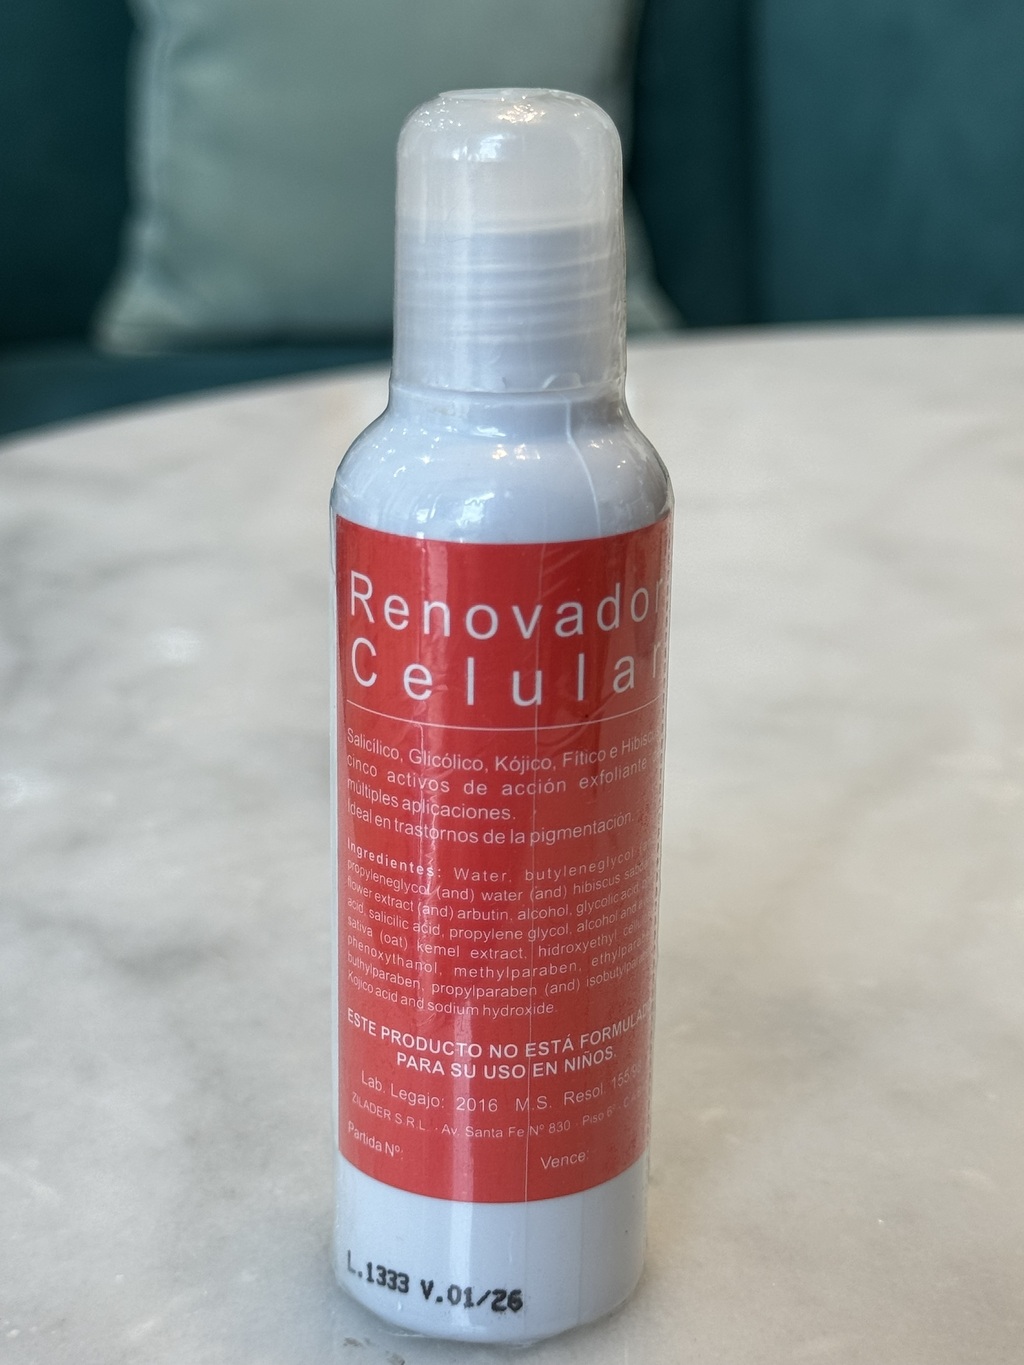 Renovador
Celular
Salicílico, Glicólico, Kójico, Fítico e
cinco activos de acción exfoliante
múltiples aplicaciones.
Ideal en trastornos de la pigmentación.
Ingredientes: Water, butyleneglycol
propyleneglycol (and) water (and) hibiscus
flower extract (and) arbutin, alcohol, glycolic acid,
acid, salicilic acid, propylene glycol, alcohol and
sativa (oat) kernel extract, hidroxyethyl
phenoxythanol, methylparaben,
buthylparaben, propylparaben (and)
Kojico acid and sodium hydroxide.
ESTE PRODUCTO NO ESTÁ
PARA SU USO EN NIÑOS.
Lab. Legajo: 2016 M.S. Resol.
ZILADER S.R.L. · Av. Santa Fe Nº 830 · Piso 6º ·
Partida Nº: Vence:
L.1333 V.01/26